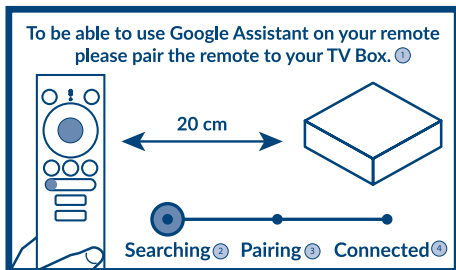 To be able to use Google Assistant on your remote
please pair the remote to your TV Box. 1
20 cm
Searching 2 Pairing 3 Connected 4